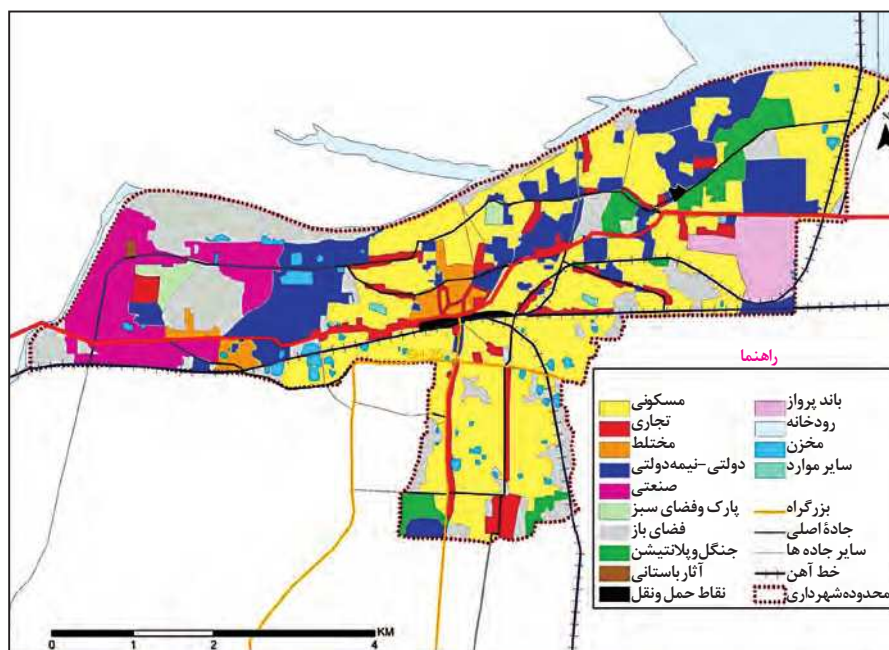 N
راهنما
مسکونی
تجاری
مختلط
دولتی-نیمه‌دولتی
صنعتی
پارک وفضای سبز
فضای باز
جنگل‌وپلانتیشن
آثار باستانی
نقاط حمل ونقل
باند پرواز
رودخانه
مخزن
سایر موارد
بزرگراه
جادهٔ اصلی
سایر جاده ها
خط آهن
محدوده‌شهرداری
0 1 2 4 KM